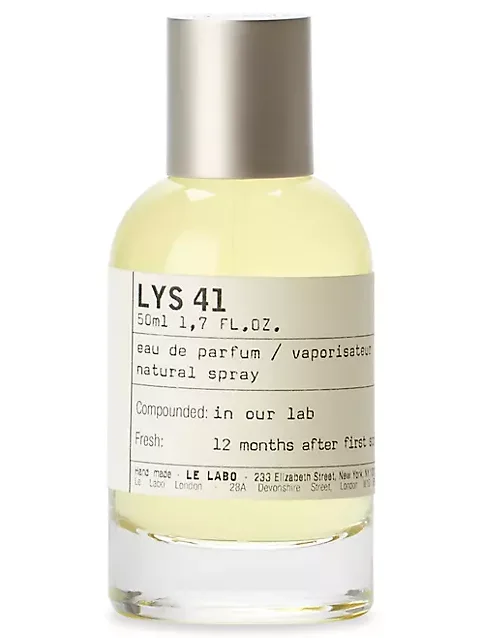 LYS 41
50ml 1,7 FL.OZ.
eau de parfum / vaporisateur
natural spray
Compounded: in our lab
Fresh: 12 months after first
Hand made - LE LABO - 233 Elizabeth Street, New York, NY
Le Labo London - 28A Devonshire Street, London